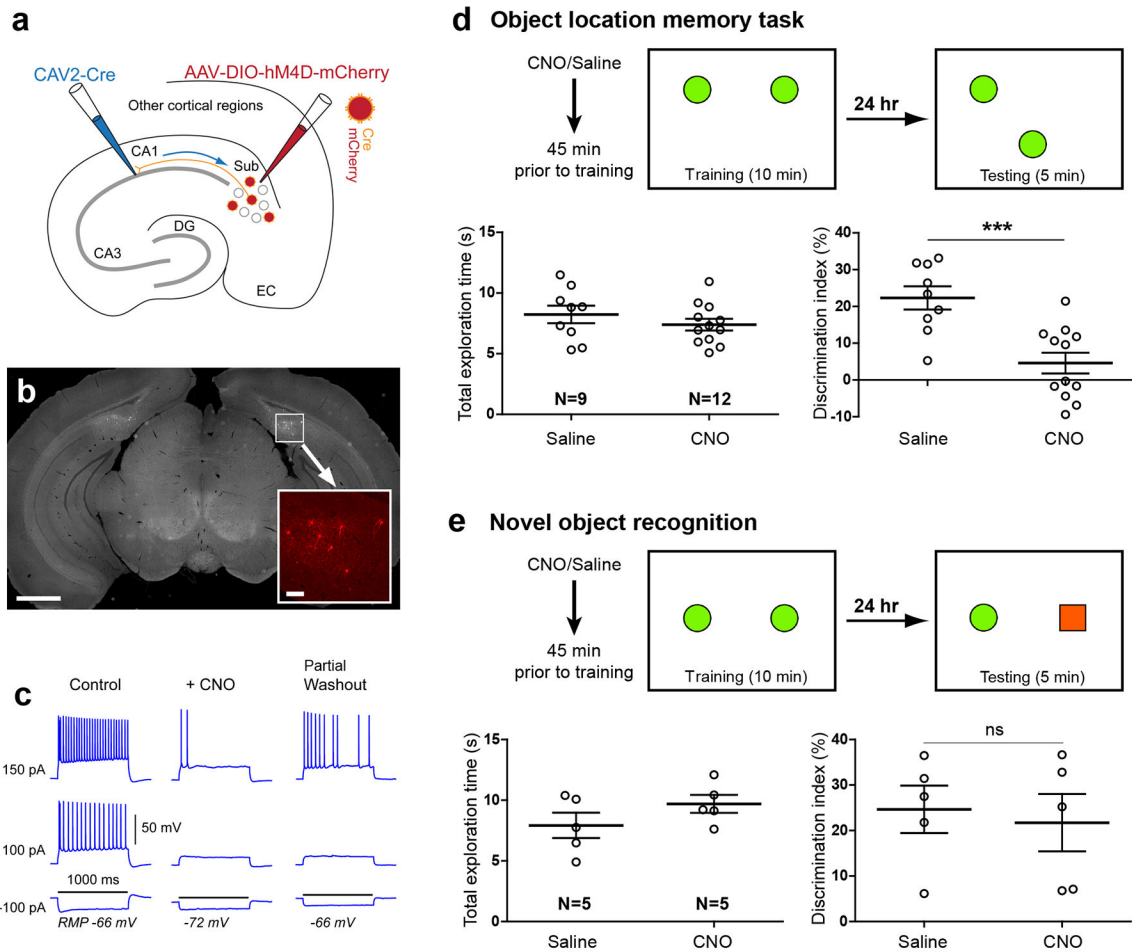 a
CAV2-Cre
AAV-DIO-hM4D-mCherry
Other cortical regions
Cre
mCherry
CA1
Sub
DG
CA3
EC
b
c
Control
+ CNO
Partial
Washout
150 pA
100 pA
50 mV
1000 ms
-100 pA
RMP -66 mV
-72 mV
-66 mV
d Object location memory task
CNO/Saline
45 min
prior to training
Training (10 min)
24 hr
Testing (5 min)
Total exploration time (s)
15
10
5
0
N=9
N=12
Saline
CNO
Discrimination index (%)
40
30
20
10
0
-10
***
Saline
CNO
e Novel object recognition
CNO/Saline
45 min
prior to training
Training (10 min)
24 hr
Testing (5 min)
Total exploration time (s)
15
10
5
0
N=5
N=5
Saline
CNO
Discrimination index (%)
40
30
20
10
0
ns
Saline
CNO